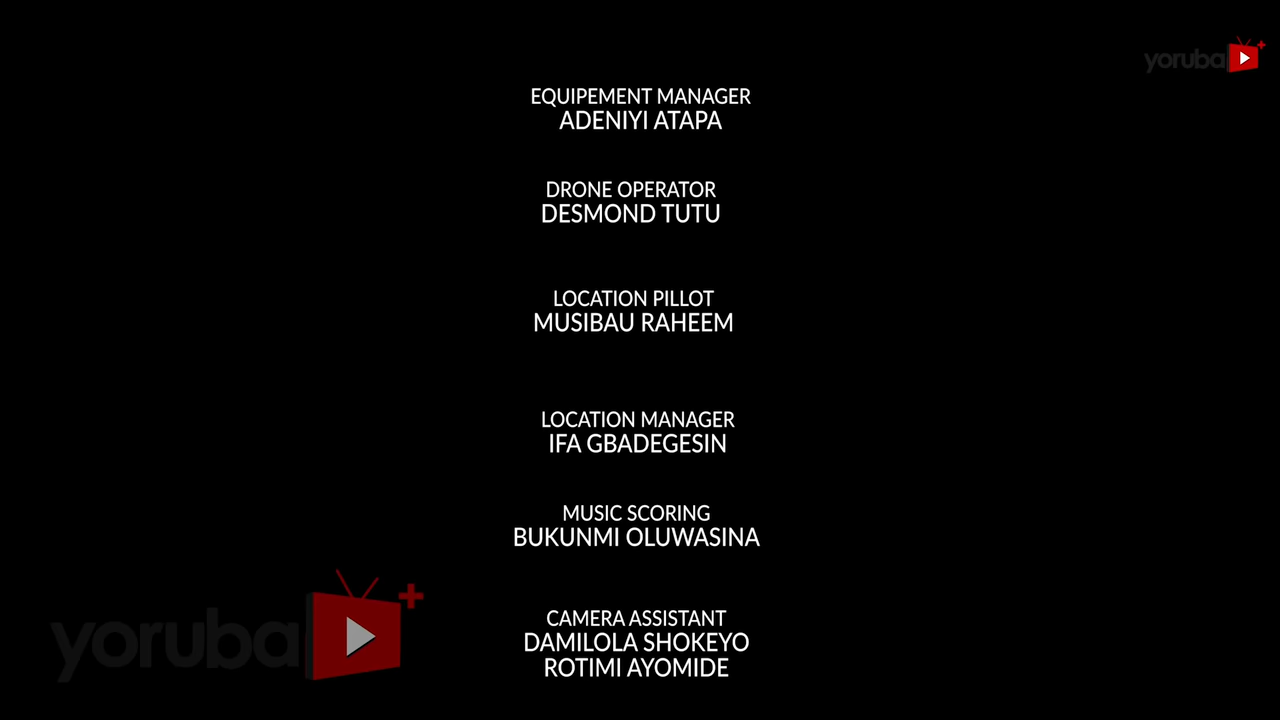 yoruba
EQUIPEMENT MANAGER
ADENIYI ATAPA
DRONE OPERATOR
DESMOND TUTU
LOCATION PILLOT
MUSIBAU RAHEEM
LOCATION MANAGER
IFA GBADEGESIN
MUSIC SCORING
BUKUNMI OLUWASINA
CAMERA ASSISTANT
DAMILOLA SHOKEYO
ROTIMI AYOMIDE
yoruba